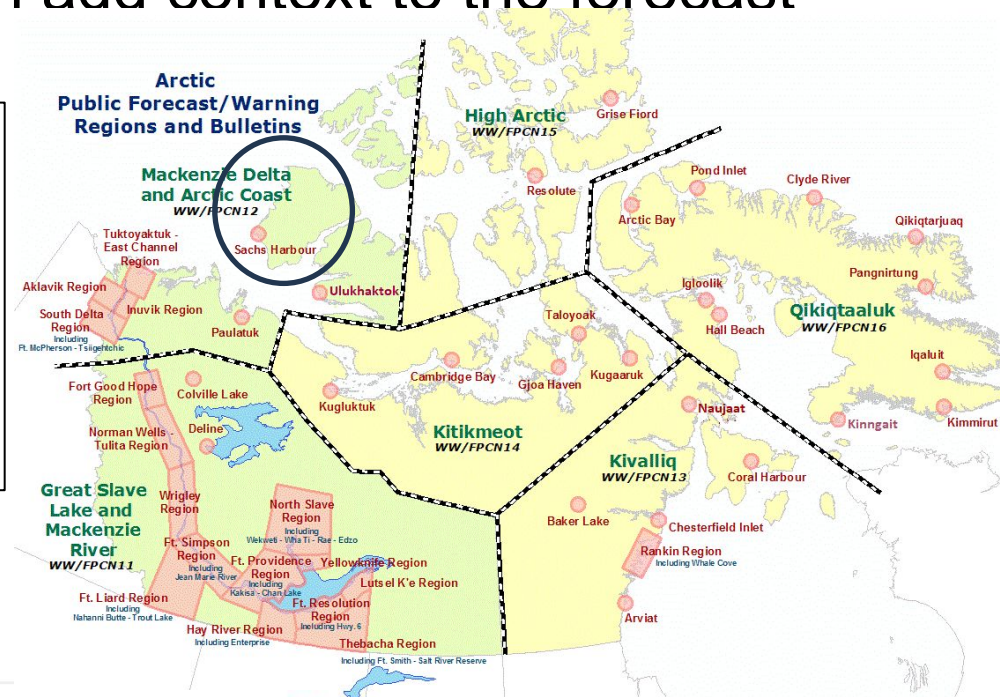 add context to the forecast
Arctic
Public Forecast/Warning
Regions and Bulletins
High Arctic
WW/FPCN15
Grise Fiord
Resolute
Mackenzie Delta
and Arctic Coast
WW/FPCN12
Sachs Harbour
Ulukhaktok
Tuktoyaktuk -
East Channel
Region
Aklavik Region
Inuvik Region
South Delta
Region
Including
Ft. McPherson - Tsiigehtchic
Paulatuk
Pond Inlet
Clyde River
Arctic Bay
Qikiqtarjuaq
Pangnirtung
Igloolik
Hall Beach
Qikiqtaaluk
WW/FPCN16
Iqaluit
Kinngait
Kimmirut
Taloyoak
Cambridge Bay
Gjoa Haven
Kugaaruk
Kugluktuk
Kitikmeot
WW/FPCN14
Naujaat
Kivalliq
WW/FPCN13
Coral Harbour
Baker Lake
Chesterfield Inlet
Rankin Region
Including Whale Cove
Arviat
Fort Good Hope
Region
Colville Lake
Norman Wells -
Tulita Region
Deline
Great Slave
Lake and
Mackenzie
River
WW/FPCN11
Wrigley
Region
North Slave
Region
Including
Wekweti - Wha Ti - Rae - Edzo
Ft. Simpson
Region
Including
Jean Marie River
Ft. Providence
Region
Including
Kakisa - Chan Lake
Yellowknife Region
Lutsel K'e Region
Ft. Liard Region
Including
Nahanni Butte - Trout Lake
Ft. Resolution
Region
Including Hwy. 6
Hay River Region
Including Enterprise
Thebacha Region
Including Ft. Smith - Salt River Reserve